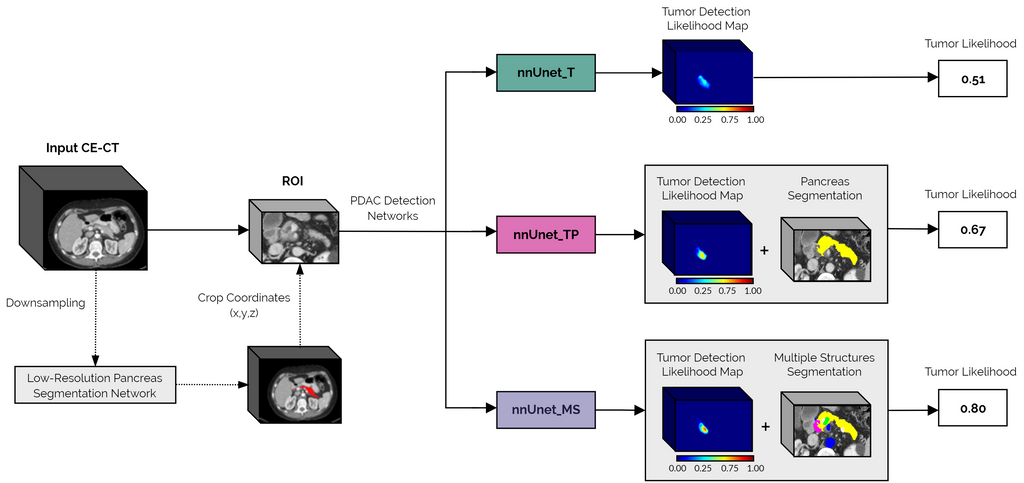 Input CE-CT
Downsampling
Low-Resolution Pancreas
Segmentation Network
ROI
Crop Coordinates
(x,y,z)
PDAC Detection
Networks
nnUnet_T
Tumor Detection
Likelihood Map
0.00 0.25 0.75 1.00
Tumor Likelihood
0.51
nnUnet_TP
Tumor Detection
Likelihood Map
0.00 0.25 0.75 1.00
+
Pancreas
Segmentation
Tumor Likelihood
0.67
nnUnet_MS
Tumor Detection
Likelihood Map
0.00 0.25 0.75 1.00
+
Multiple Structures
Segmentation
Tumor Likelihood
0.80